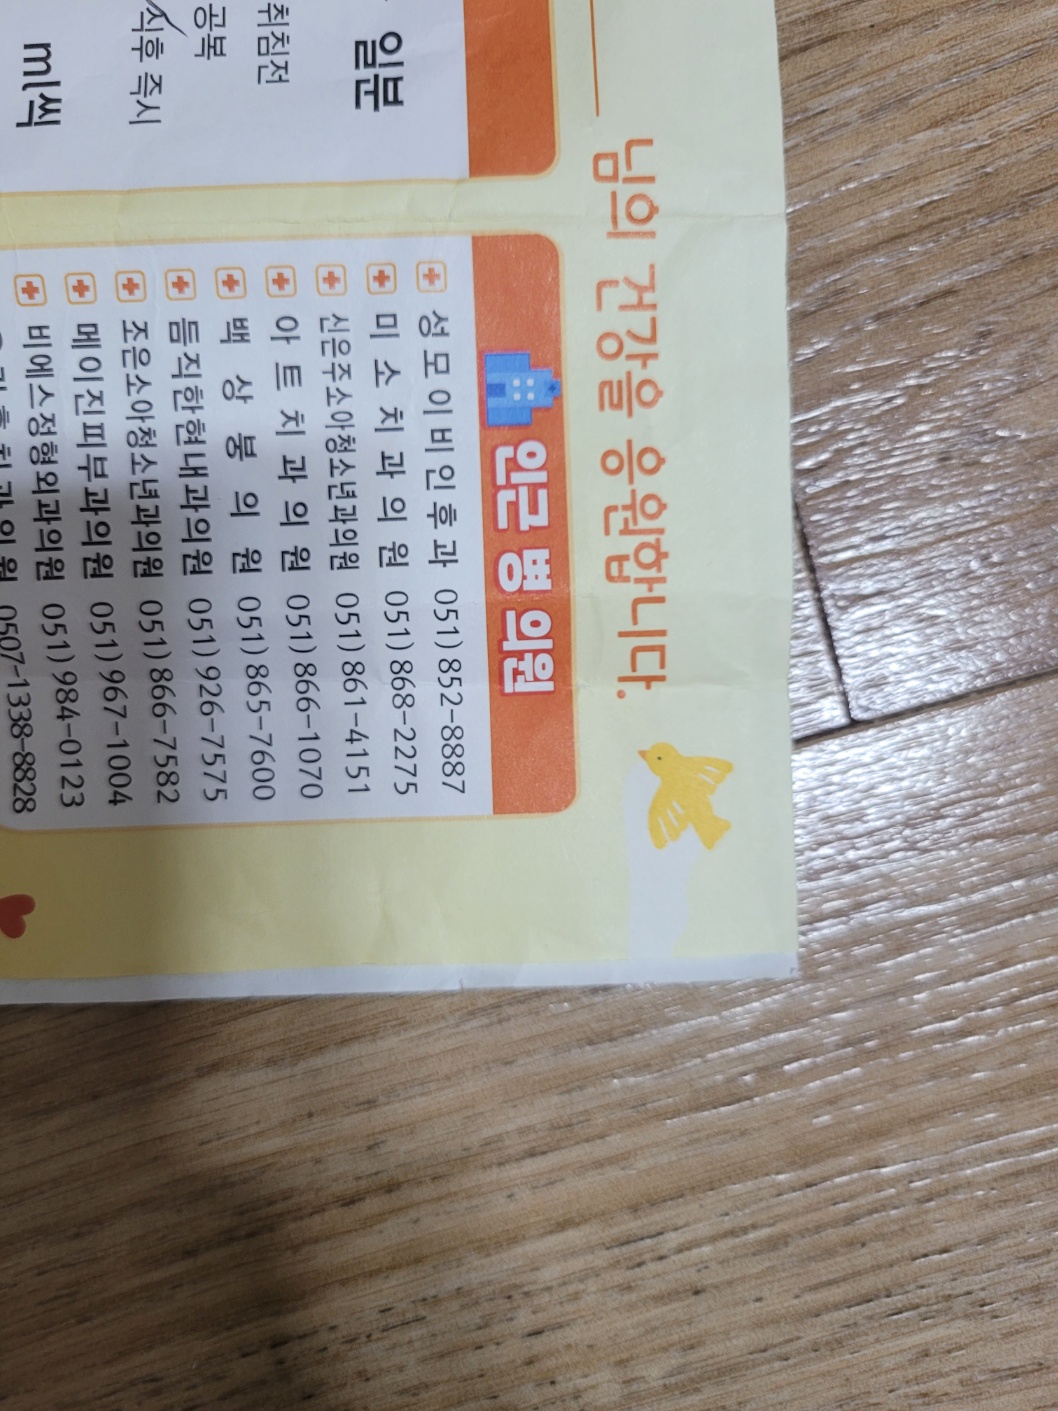 님의 건강을 응원합니다.
일분
취침전
공복
식후 즉시
ml씩
인근 병 의원
성모이비인후과 051) 852-8887
미소치과의원 051) 868-2275
신은주소아청소년과의원 051) 861-4151
아트치과의원 051) 866-1070
백상봉의원 051) 865-7600
듬직한현내과의원 051) 926-7575
조은소아청소년과의원 051) 866-7582
메이진피부과의원 051) 967-1004
비에스정형외과의원 051) 984-0123
치과의원 0507-1338-8828